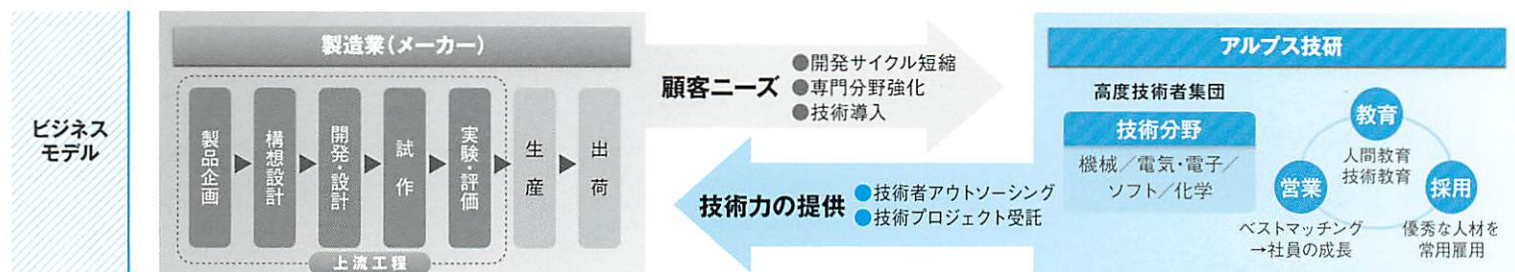 ビジネス
モデル
製造業(メーカー)
製品企画
構想設計
開発・設計
試作
実験・評価
生産
出荷
上流工程
顧客ニーズ
●開発サイクル短縮
●専門分野強化
●技術導入
技術力の提供
●技術者アウトソーシング
●技術プロジェクト受託
アルプス技研
高度技術者集団
技術分野
機械／電気・電子／
ソフト／化学
教育
人間教育
技術教育
営業
ベストマッチング
→社員の成長
採用
優秀な人材を
常用雇用